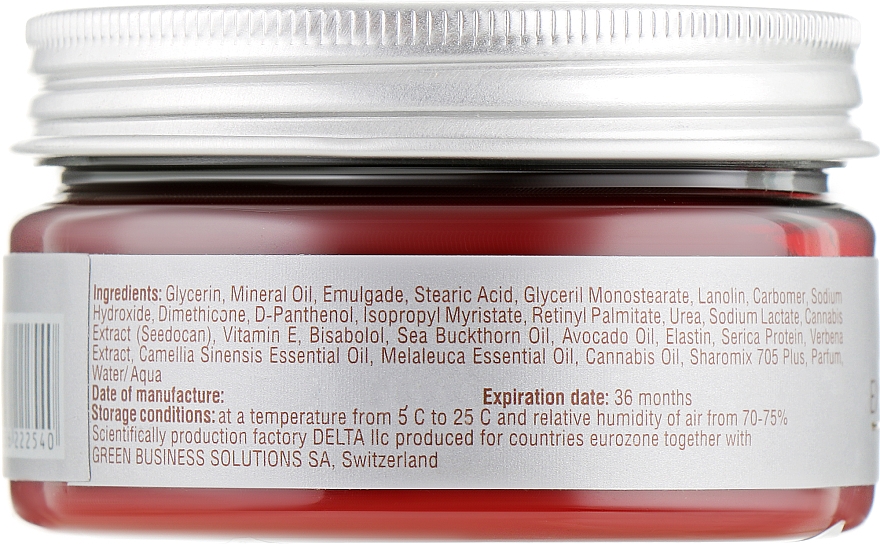 Ingredients: Glycerin, Mineral Oil, Emulgade, Stearic Acid, Glyceril Monostearate, Lanolin, Carbomer, Sodium
Hydroxide, Dimethicone, D-Panthenol, Isopropyl Myristate, Retinyl Palmitate, Urea, Sodium Lactate, Cannabis
Extract (Seedocan), Vitamin E, Bisabolol, Sea Buckthorn Oil, Avocado Oil, Elastin, Serica Protein, Verbena
Extract, Camellia Sinensis Essential Oil, Melaleuca Essential Oil, Cannabis Oil, Sharomix 705 Plus, Parfum,
Water/ Aqua
Date of manufacture: Expiration date: 36 months
Storage conditions: at a temperature from 5 C to 25 C and relative humidity of air from 70-75%
Scientifically production factory DELTA llc produced for countries eurozone together with
GREEN BUSINESS SOLUTIONS SA, Switzerland
222540